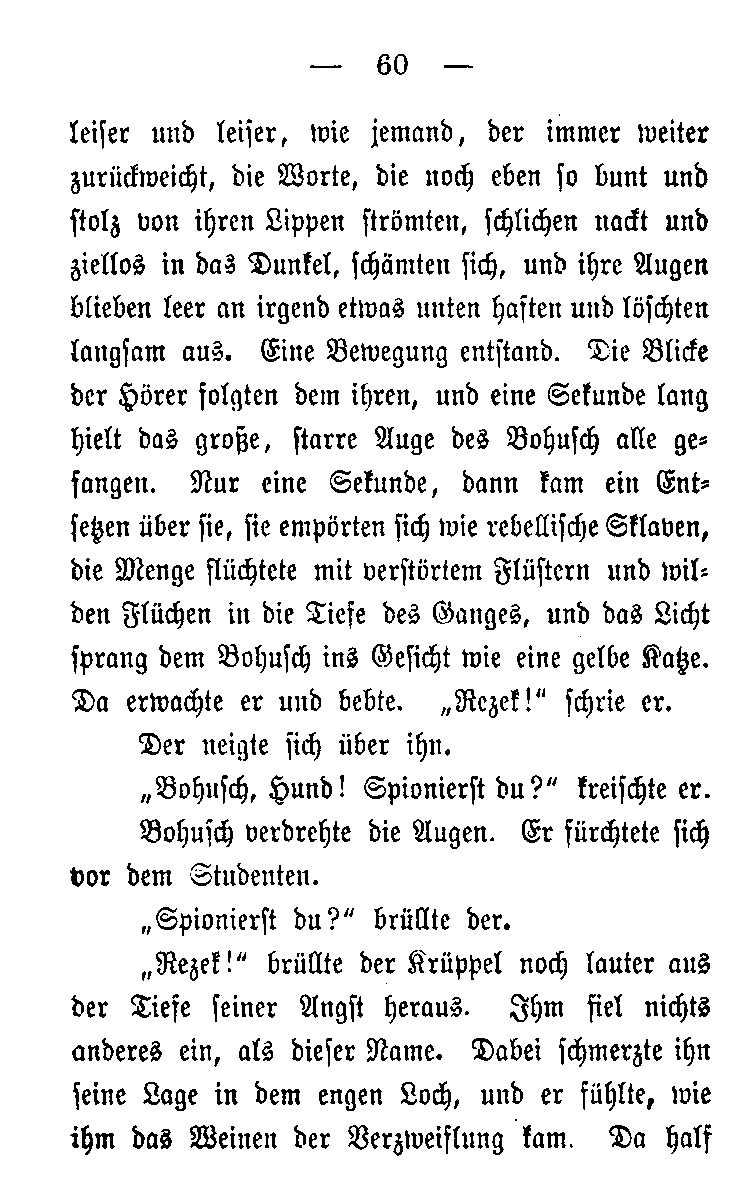 — 60 —
leiser und leiser, wie jemand, der immer weiter
zurückweicht, die Worte, die noch eben so bunt und
stolz von ihren Lippen strömten, schlichen nackt und
ziellos in das Dunkel, schämten sich, und ihre Augen
blieben leer an irgend etwas unten haften und löschten
langsam aus. Eine Bewegung entstand. Die Blicke
der Hörer folgten dem ihren, und eine Sekunde lang
hielt das große, starre Auge des Bohusch alle ge-
fangen. Nur eine Sekunde, dann kam ein Ent-
setzen über sie, sie empörten sich wie rebellische Sklaven,
die Menge flüchtete mit verstörtem Flüstern und wil-
den Flüchen in die Tiefe des Ganges, und das Licht
sprang dem Bohusch ins Gesicht wie eine gelbe Katze.
Da erwachte er und bebte. „Rezek!“ schrie er.
Der neigte sich über ihn.
„Bohusch, Hund! Spionierst du?“ kreischte er.
Bohusch verdrehte die Augen. Er fürchtete sich
vor dem Studenten.
„Spionierst du?“ brüllte der.
„Rezek!“ brüllte der Krüppel noch lauter aus
der Tiefe seiner Angst heraus. Ihm fiel nichts
anderes ein, als dieser Name. Dabei schmerzte ihn
seine Lage in dem engen Loch, und er fühlte, wie
ihm das Weinen der Verzweiflung kam. Da half